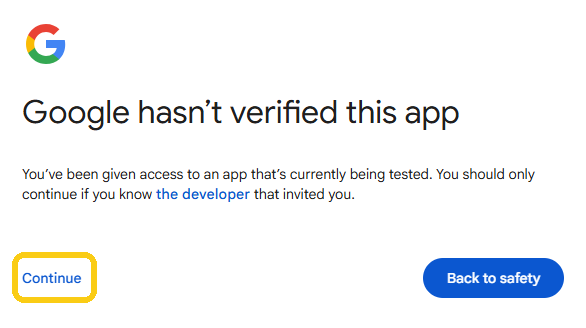 Google hasn’t verified this app
You’ve been given access to an app that’s currently being tested. You should only
continue if you know the developer that invited you.
Continue
Back to safety